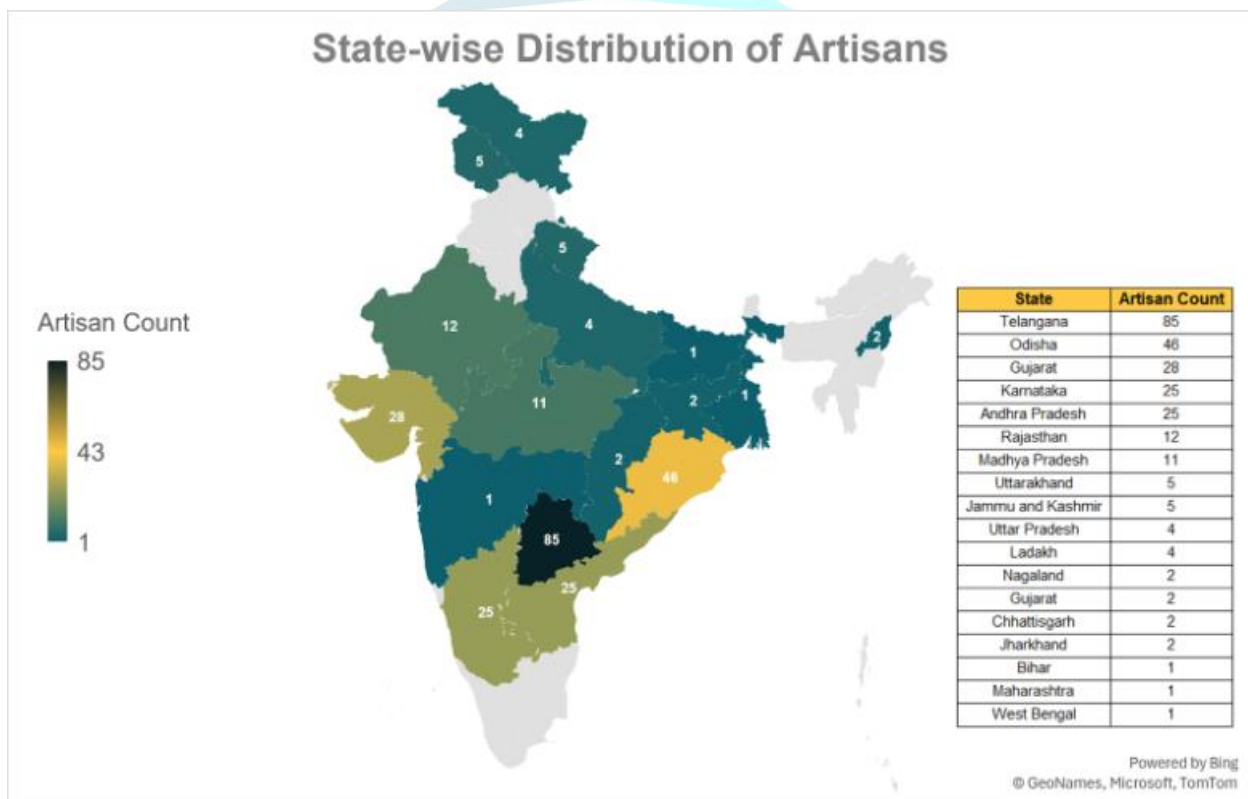 State-wise Distribution of Artisans
4
5
5
12
4
1
2
11
2
1
28
2
46
1
85
25
25
Artisan Count
85
43
1
State Artisan Count
Telangana 85
Odisha 46
Gujarat 28
Karnataka 25
Andhra Pradesh 25
Rajasthan 12
Madhya Pradesh 11
Uttarakhand 5
Jammu and Kashmir 5
Uttar Pradesh 4
Ladakh 4
Nagaland 2
Gujarat 2
Chhattisgarh 2
Jharkhand 2
Bihar 1
Maharashtra 1
West Bengal 1
Powered by Bing
© GeoNames, Microsoft, TomTom